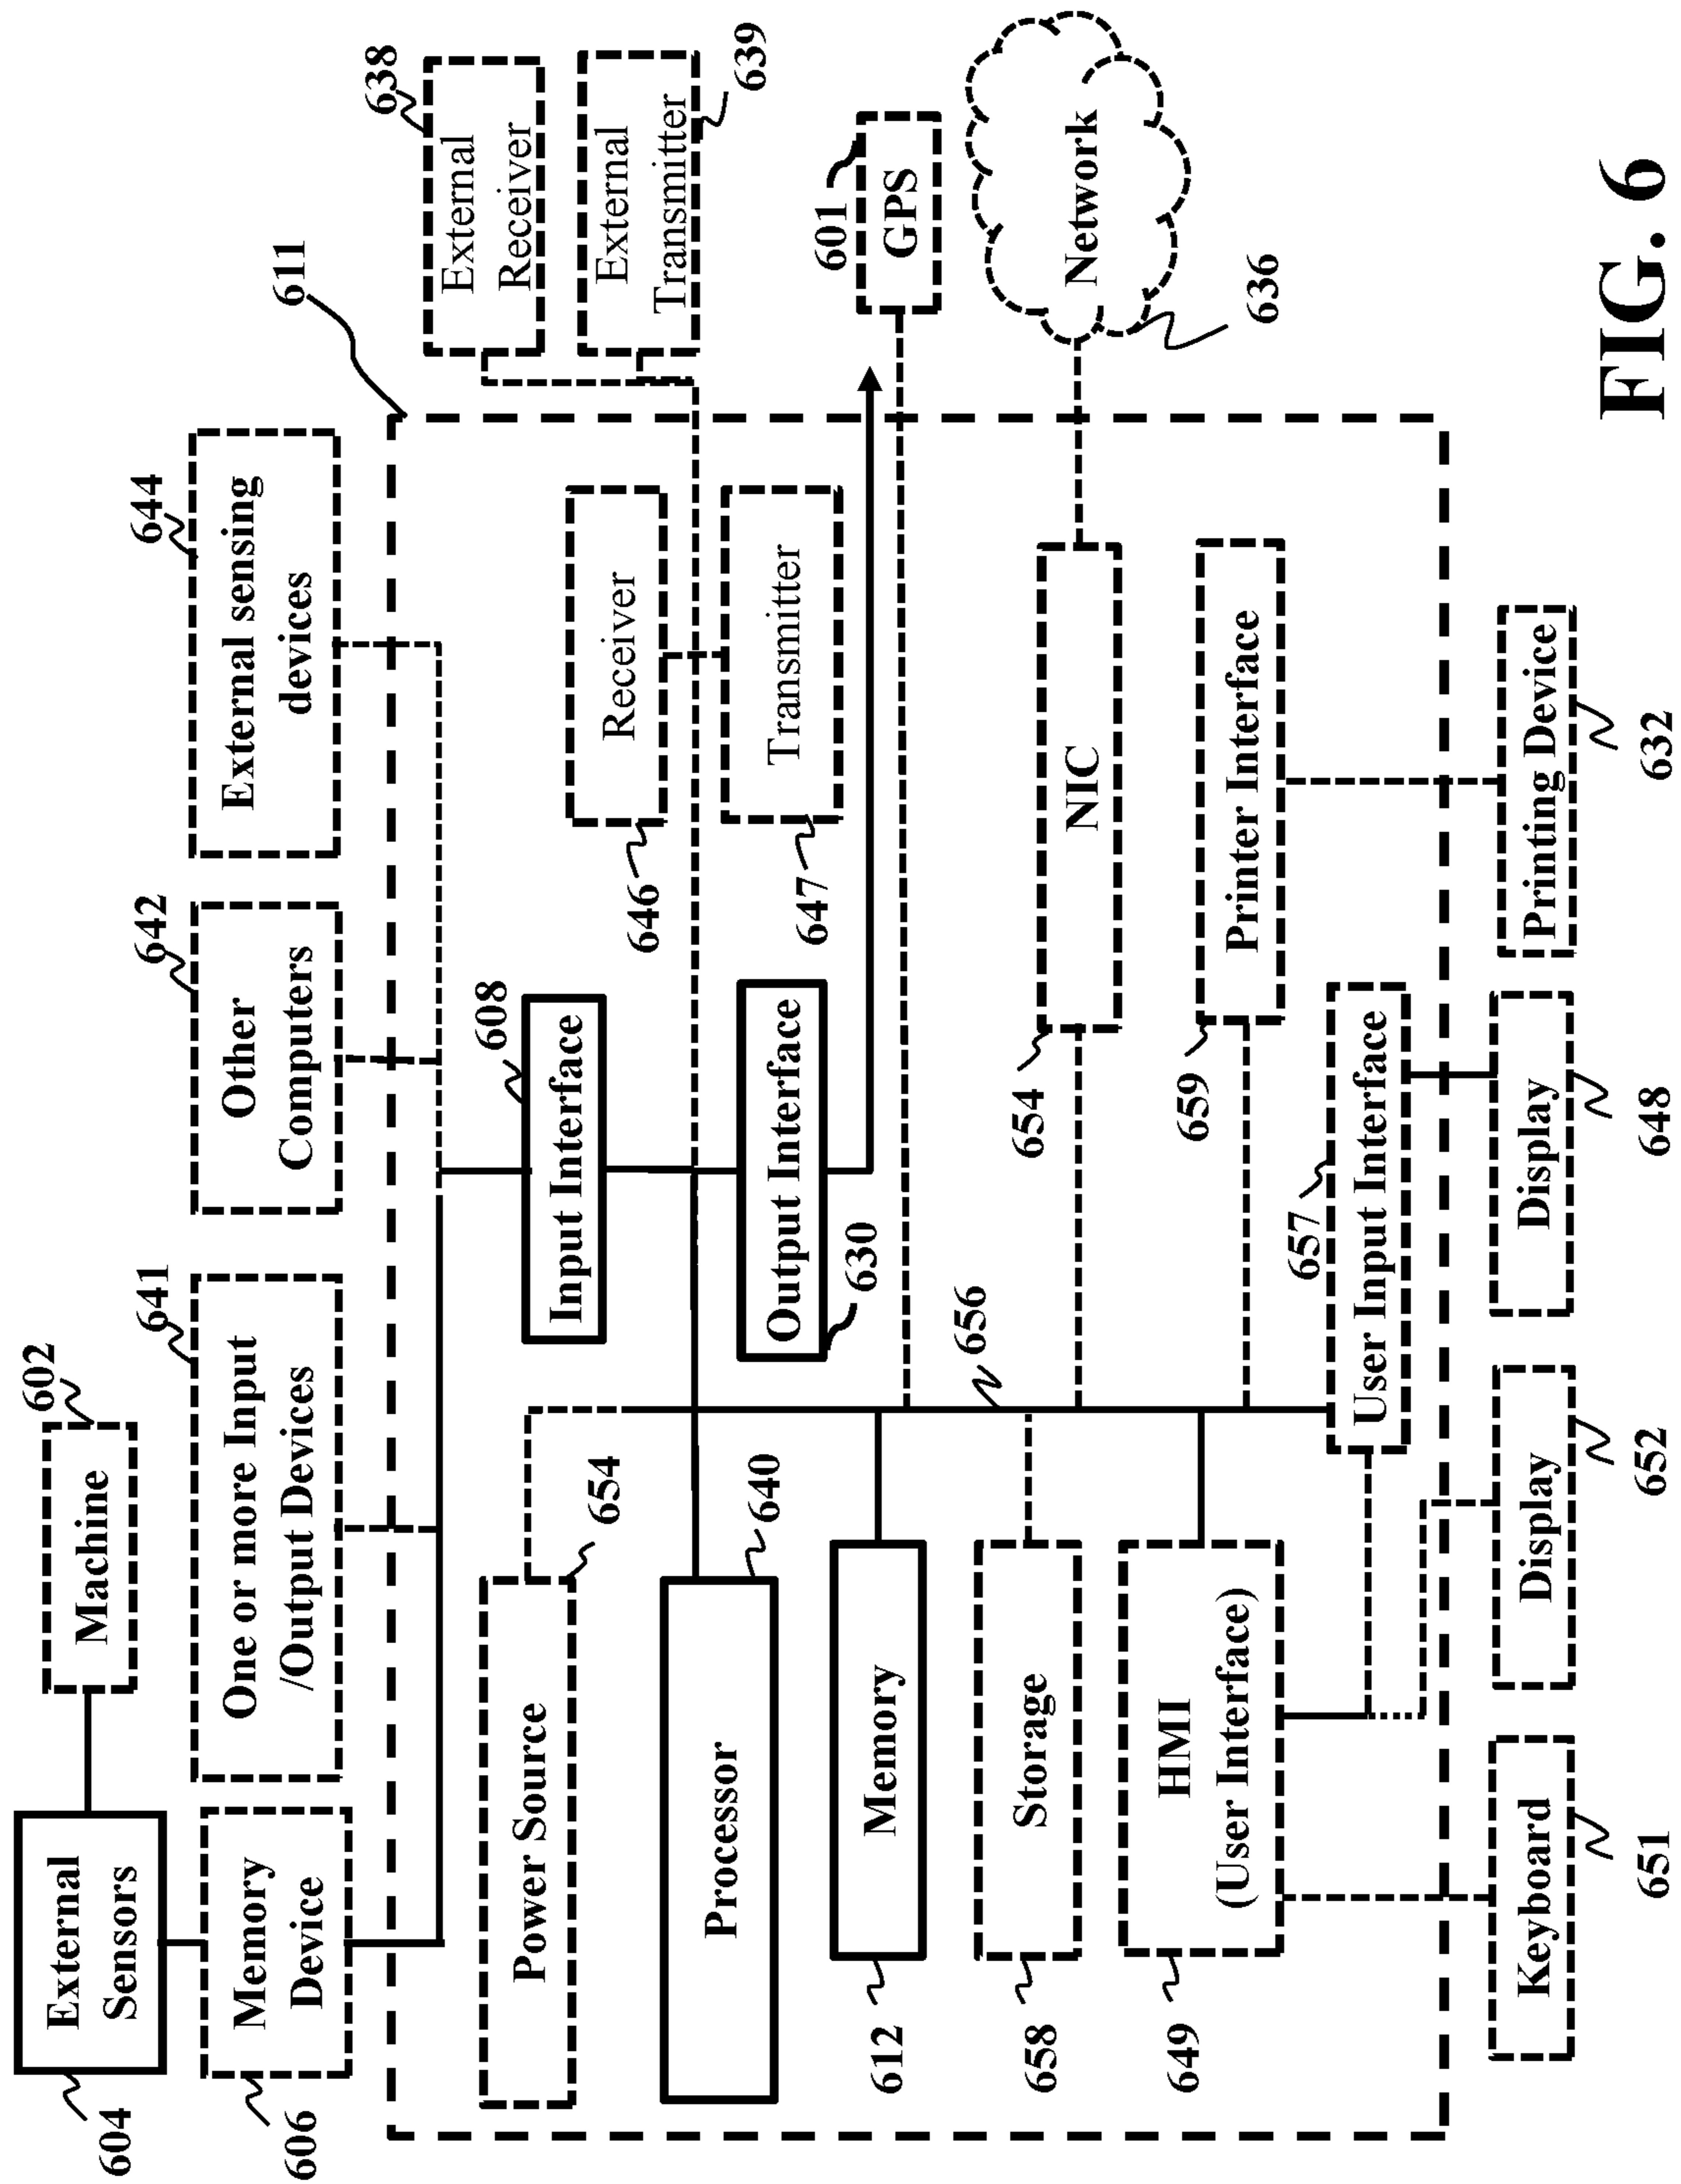 602
Machine
604
External
Sensors
606
Memory
Device
641
One or more Input
/Output Devices
642
Other
Computers
644
External sensing
devices
611
638
External
Receiver
639
External
Transmitter
601
GPS
Network
636
654
Power Source
640
Processor
612
Memory
658
Storage
649
HMI
(User Interface)
608
Input Interface
630
Output Interface
646
Receiver
647
Transmitter
656
654
NIC
659
Printer Interface
657
User Input Interface
651
Keyboard
652
Display
648
Display
632
Printing Device
FIG. 6